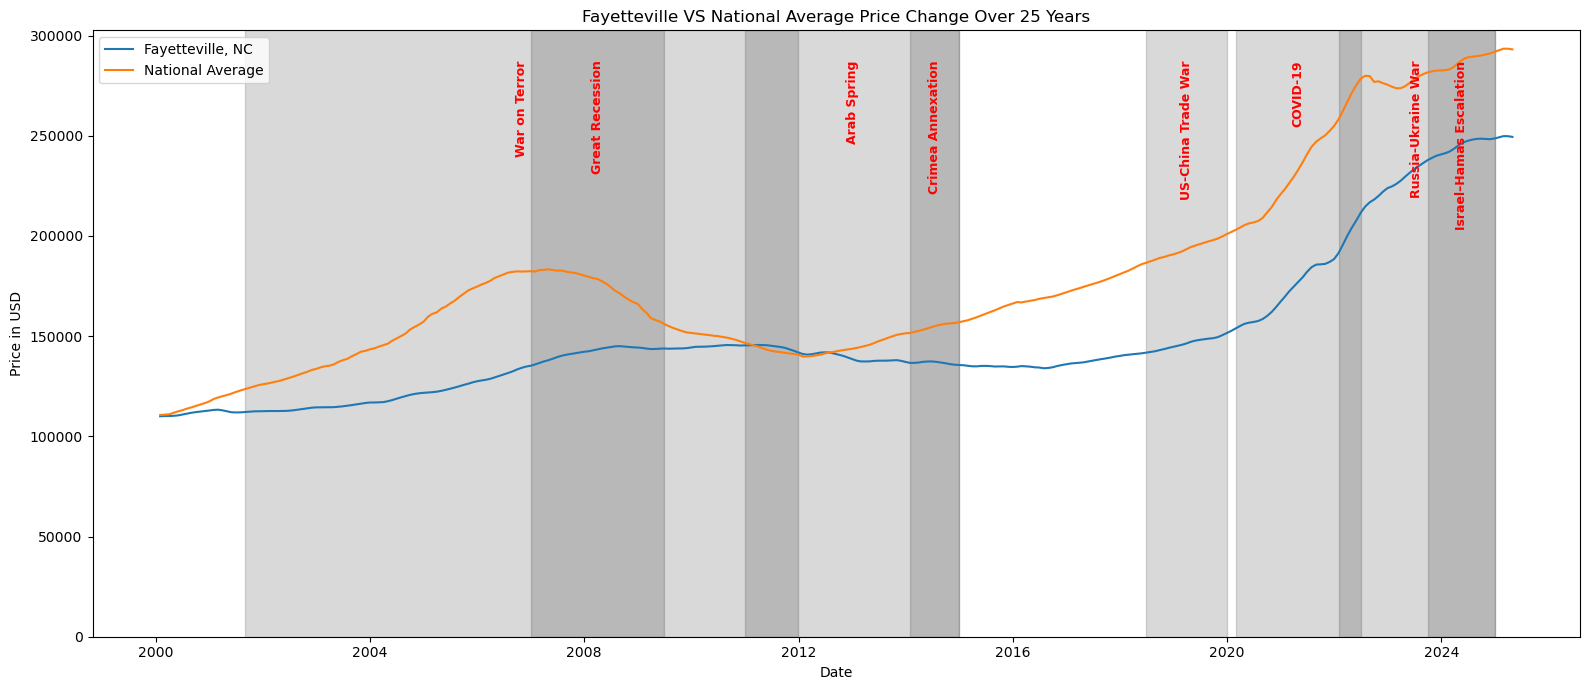 Fayetteville VS National Average Price Change Over 25 Years
Fayetteville, NC
National Average
300000
250000
200000
150000
100000
50000
0
Price in USD
War on Terror
Great Recession
Arab Spring
Crimea Annexation
US-China Trade War
COVID-19
Russia-Ukraine War
Israel-Hamas Escalation
2000
2004
2008
2012
2016
2020
2024
Date